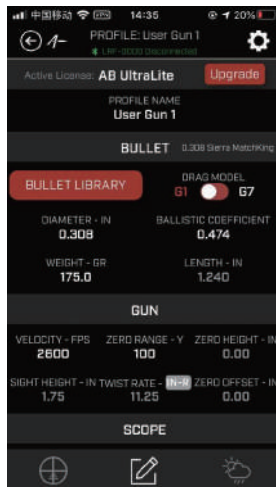 中国移动 14:35 20%
A- PROFILE: User Gun 1
LRF-8000 Disconnected
Active License: AB UltraLite Upgrade
PROFILE NAME
User Gun 1
BULLET 0.308 Sierra MatchKing
BULLET LIBRARY
DRAG MODEL
G1 G7
DIAMETER - IN BALLISTIC COEFFICIENT
0.308 0.474
WEIGHT - GR LENGTH - IN
175.0 1.240
GUN
VELOCITY - FPS ZERO RANGE - Y ZERO HEIGHT - IN
2600 100 0.00
SIGHT HEIGHT - IN TWIST RATE - IN-R ZERO OFFSET - IN
1.75 11.25 0.00
SCOPE